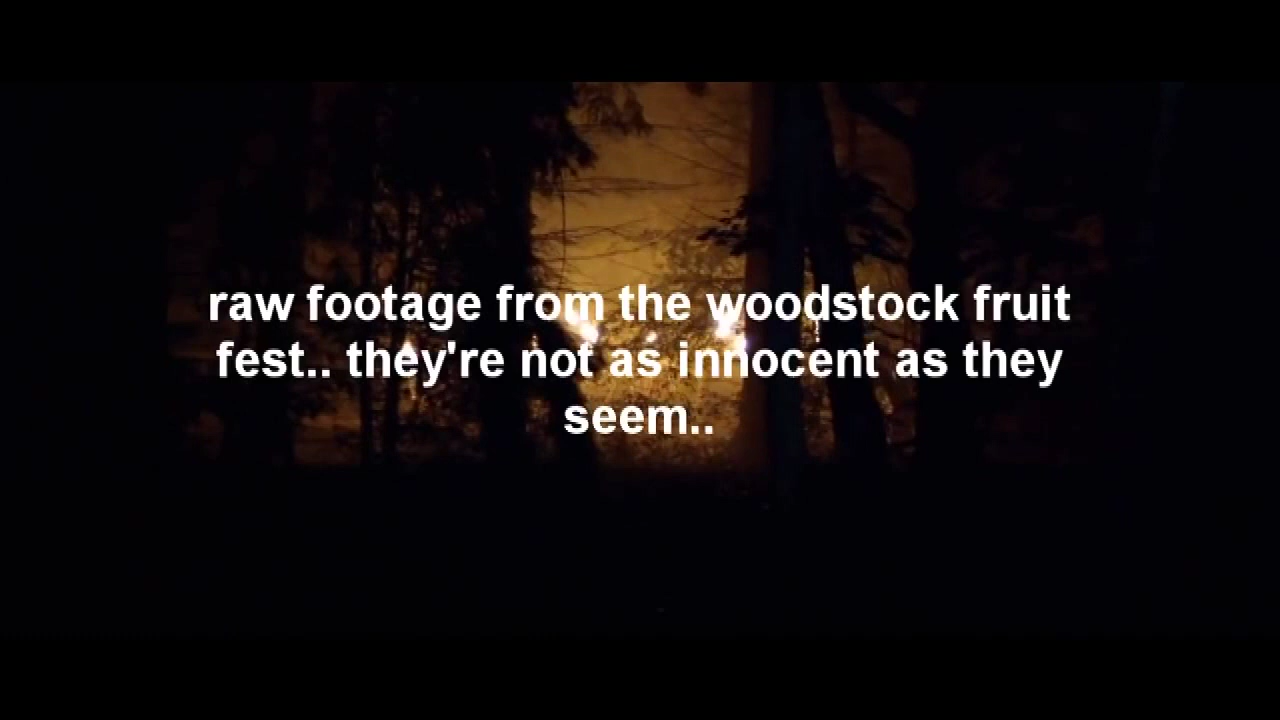 raw footage from the woodstock fruit
fest.. they're not as innocent as they
seem..